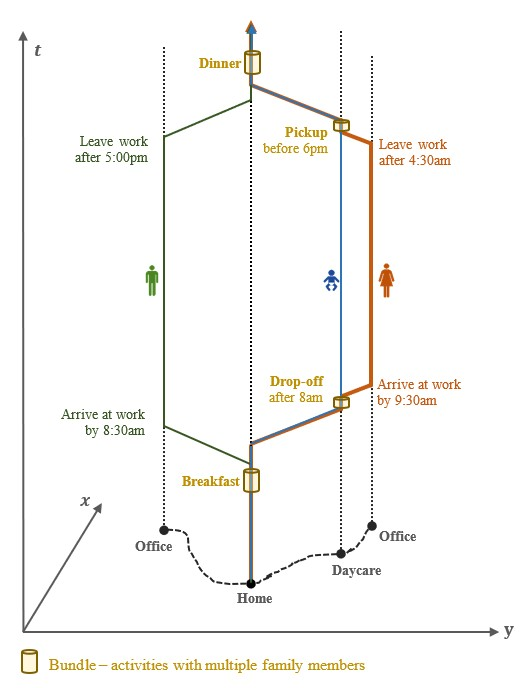 t
Dinner
Leave work
after 5:00pm
Pickup
before 6pm
Leave work
after 4:30am
Drop-off
after 8am
Arrive at work
by 9:30am
Arrive at work
by 8:30am
Breakfast
x
Office
Office
Daycare
Home
y
Bundle – activities with multiple family members